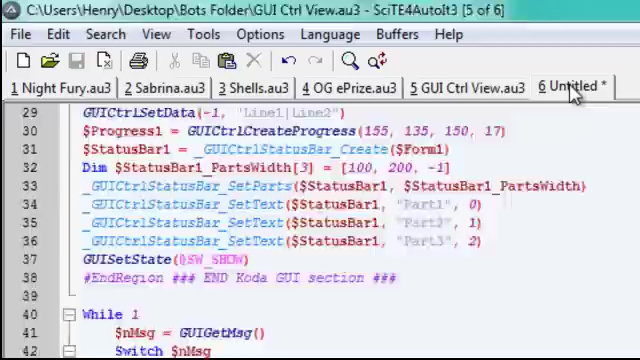 C:\Users\Henry\Desktop\Bots Folder\GUI Ctrl View.au3 - SciTE4AutoIt3 [5 of 6]
File Edit Search View Tools Options Language Buffers Help
1 Night Fury.au3 2 Sabrina.au3 3 Shells.au3 4 OG ePrize.au3 5 GUI Ctrl View.au3 6 Untitled *
29 GUICtrlSetData(-1, "Line1|Line2")
30 $Progress1 = GUICtrlCreateProgress(155, 135, 150, 17)
31 $StatusBar1 = _GUICtrlStatusBar_Create($Form1)
32 Dim $StatusBar1_PartsWidth[3] = [100, 200, -1]
33 _GUICtrlStatusBar_SetParts($StatusBar1, $StatusBar1_PartsWidth)
34 _GUICtrlStatusBar_SetText($StatusBar1, "Part1", 0)
35 _GUICtrlStatusBar_SetText($StatusBar1, "Part2", 1)
36 _GUICtrlStatusBar_SetText($StatusBar1, "Part3", 2)
37 GUISetState(@SW_SHOW)
38 #EndRegion ### END Koda GUI section ###
39
40 While 1
41 $nMsg = GUIGetMsg()
42 Switch $nMsg